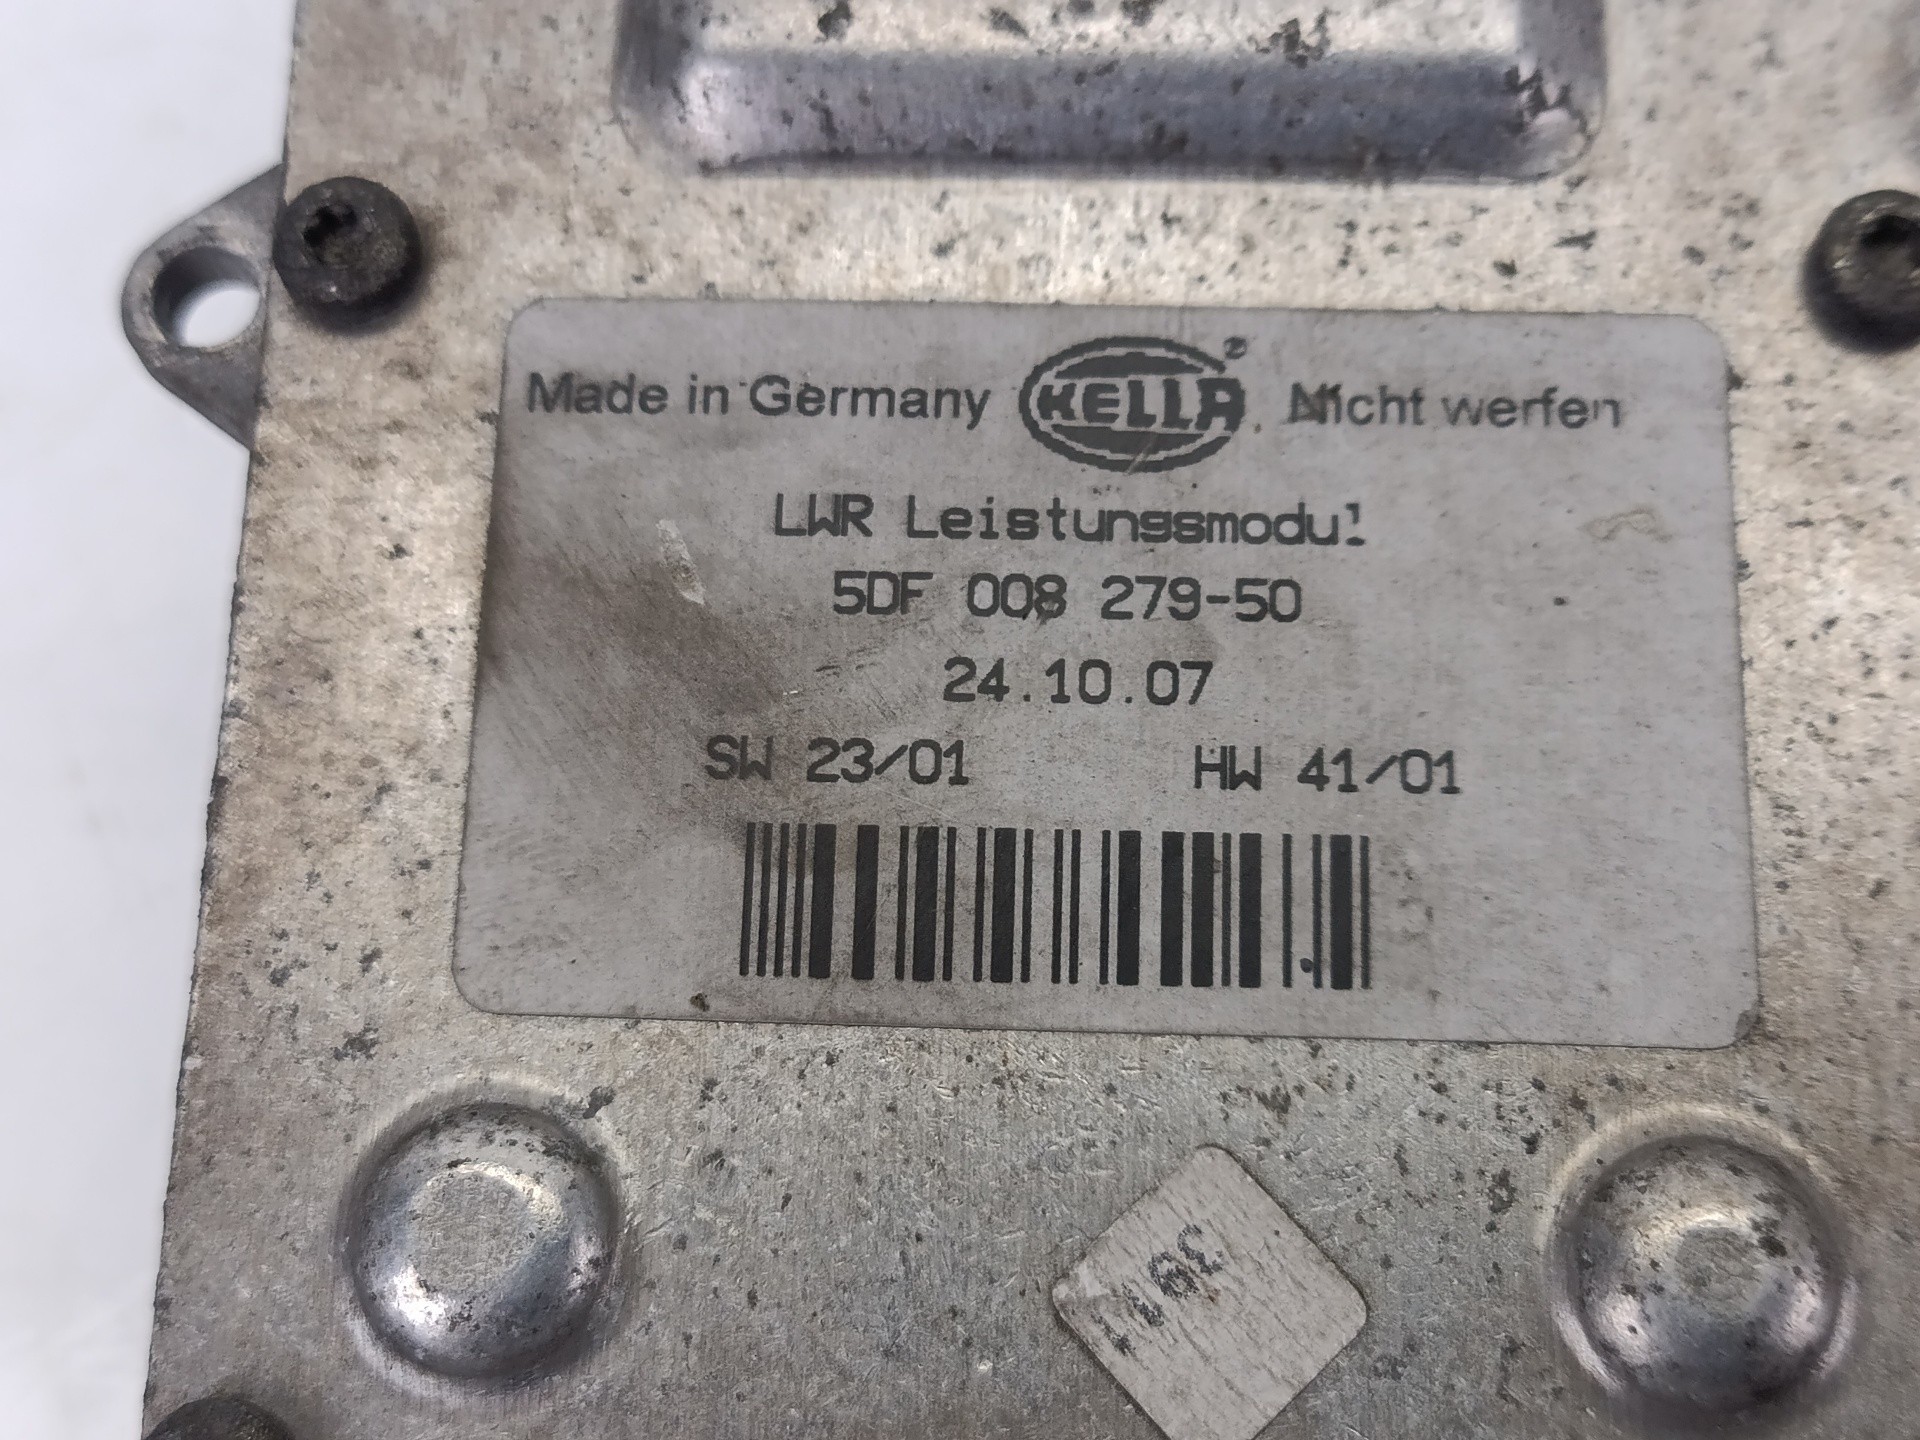 Made in Germany HELLA ® Nicht werfen
LWR Leistungsmodul
5DF 008 279-50
24.10.07
SW 23/01 HW 41/01